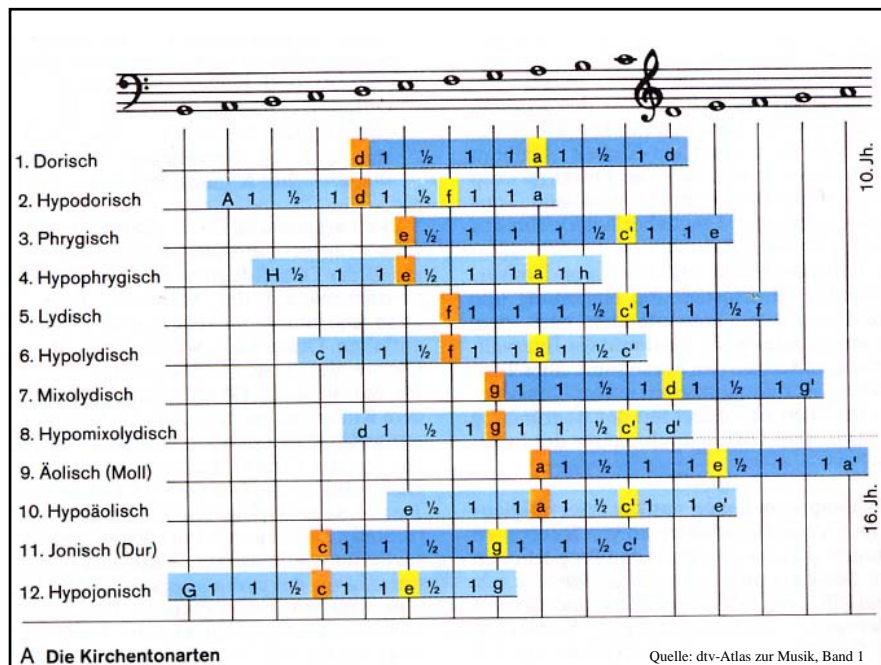 10. Jh.
1. Dorisch d 1 ½ 1 1 a 1 ½ 1 d
2. Hypodorisch A 1 ½ 1 d 1 ½ f 1 1 a
3. Phrygisch e ½ 1 1 1 ½ c' 1 1 e
4. Hypophrygisch H ½ 1 1 e ½ 1 1 a 1 h
5. Lydisch f 1 1 1 ½ c' 1 1 ½ f
6. Hypolydisch c 1 1 ½ f 1 1 a 1 ½ c'
7. Mixolydisch g 1 1 ½ 1 d 1 ½ 1 g'
8. Hypomixolydisch d 1 ½ 1 g 1 1 ½ c' 1 d'
9. Äolisch (Moll) a 1 ½ 1 1 e ½ 1 1 a'
16. Jh.
10. Hypoäolisch e ½ 1 1 a 1 ½ c' 1 1 e'
11. Jonisch (Dur) c 1 1 ½ 1 g 1 1 ½ c'
12. Hypojonisch G 1 1 ½ c 1 1 e ½ 1 g
A Die Kirchentonarten
Quelle: dtv-Atlas zur Musik, Band 1